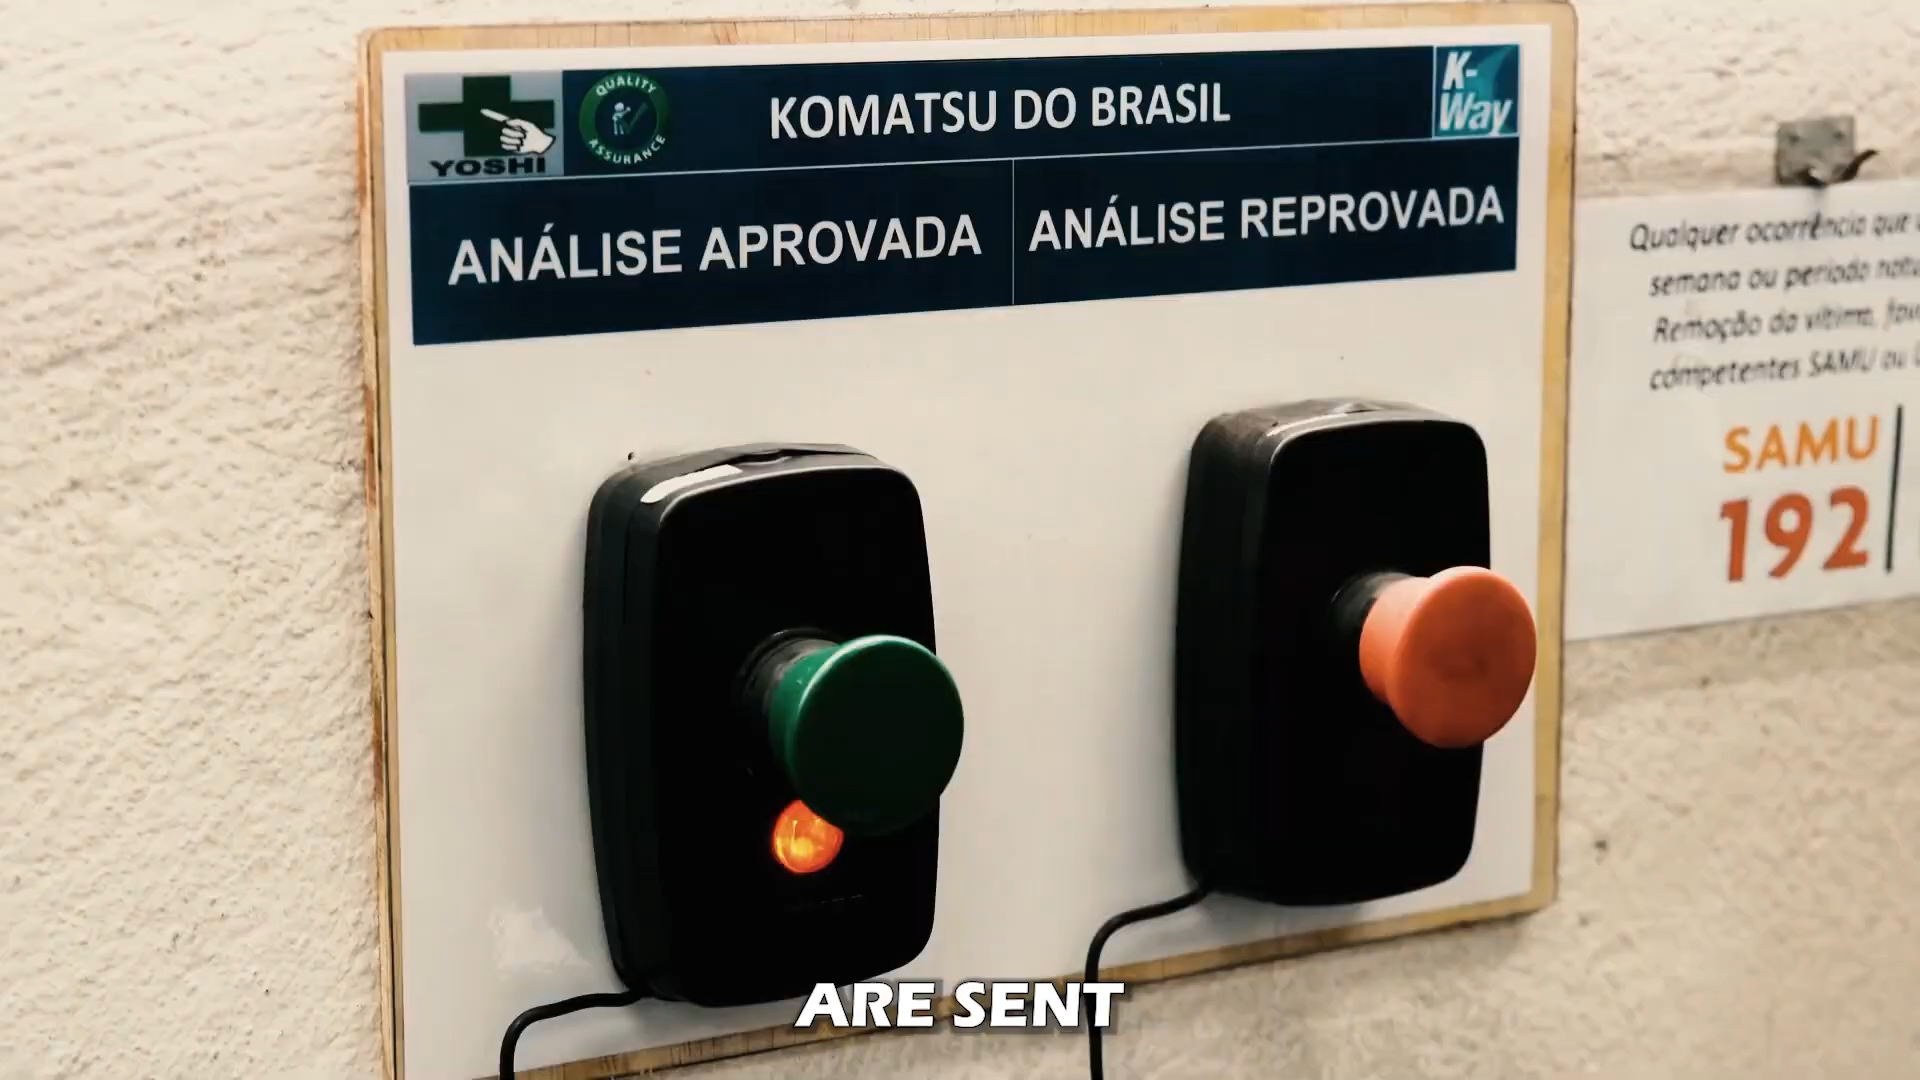 YOSHI
QUALITY
ASSURANCE
KOMATSU DO BRASIL
K-
Way
ANÁLISE APROVADA
ANÁLISE REPROVADA
Qualquer ocorrência que
semana ou período
Remoção da vítima,
competentes SAMU ou
SAMU
192
ARE SENT